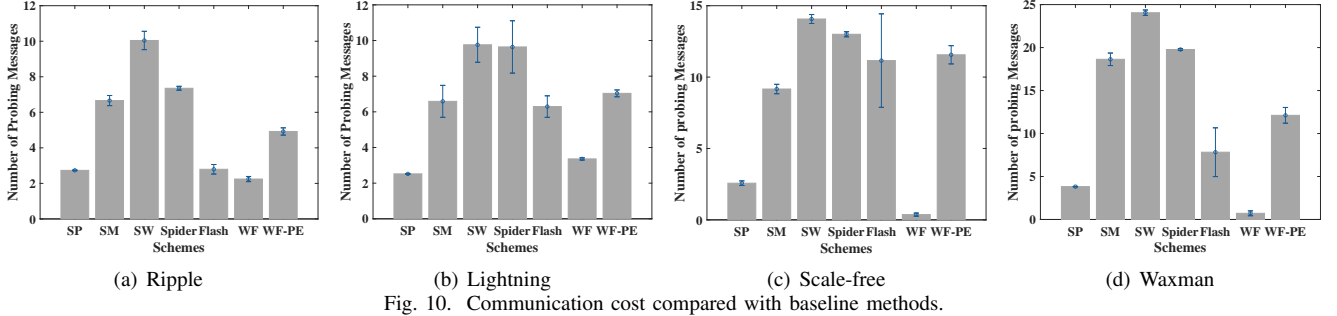 12
10
8
6
4
2
0
Number of Probing Messages
SP SM SW Spider Flash WF WF-PE
Schemes
(a) Ripple
12
10
8
6
4
2
0
Number of Probing Messages
SP SM SW Spider Flash WF WF-PE
Schemes
(b) Lightning
15
10
5
0
Number of probing Messages
SP SM SW Spider Flash WF WF-PE
Schemes
(c) Scale-free
25
20
15
10
5
0
Number of probing Messages
SP SM SW Spider Flash WF WF-PE
Schemes
(d) Waxman
Fig. 10. Communication cost compared with baseline methods.